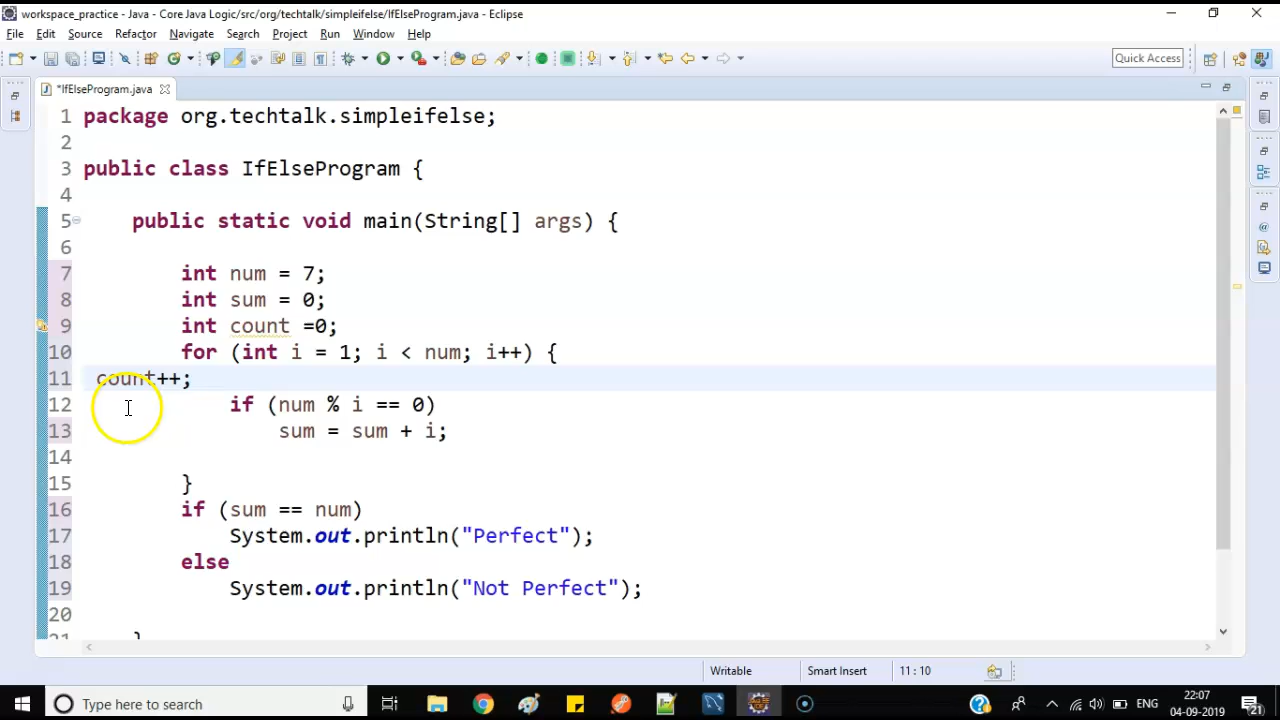 workspace_practice - Java - Core Java Logic/src/org/techtalk/simpleifelse/IfElseProgram.java - Eclipse
File Edit Source Refactor Navigate Search Project Run Window Help
Quick Access
*IfElseProgram.java
1 package org.techtalk.simpleifelse;
2
3 public class IfElseProgram {
4
5 public static void main(String[] args) {
6
7 int num = 7;
8 int sum = 0;
9 int count =0;
10 for (int i = 1; i < num; i++) {
11 count++;
12 if (num % i == 0)
13 sum = sum + i;
14
15 }
16 if (sum == num)
17 System.out.println("Perfect");
18 else
19 System.out.println("Not Perfect");
20
21 }
Writable Smart Insert 11 : 10
Type here to search
ENG
22:07
04-09-2019
21